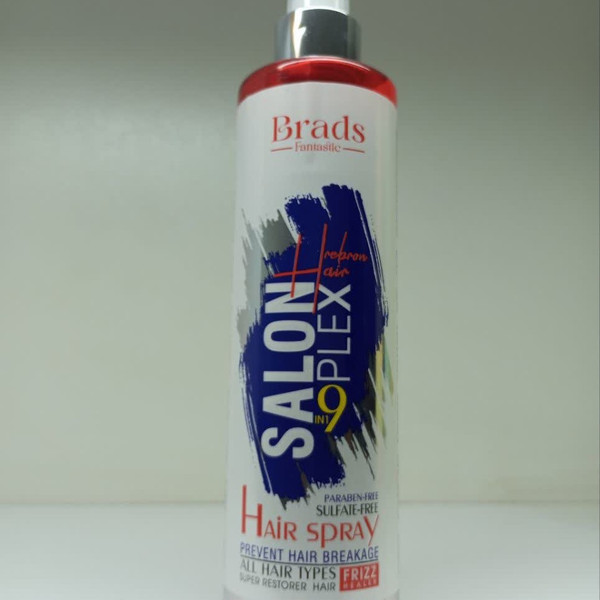 Brads
Fantastic
Hair
SALON
PLEX
9
IN1
PARABEN-FREE
SULFATE-FREE
HAIR SPRAY
PREVENT HAIR BREAKAGE
ALL HAIR TYPES
SUPER RESTORER HAIR
FRIZZ
HEALER